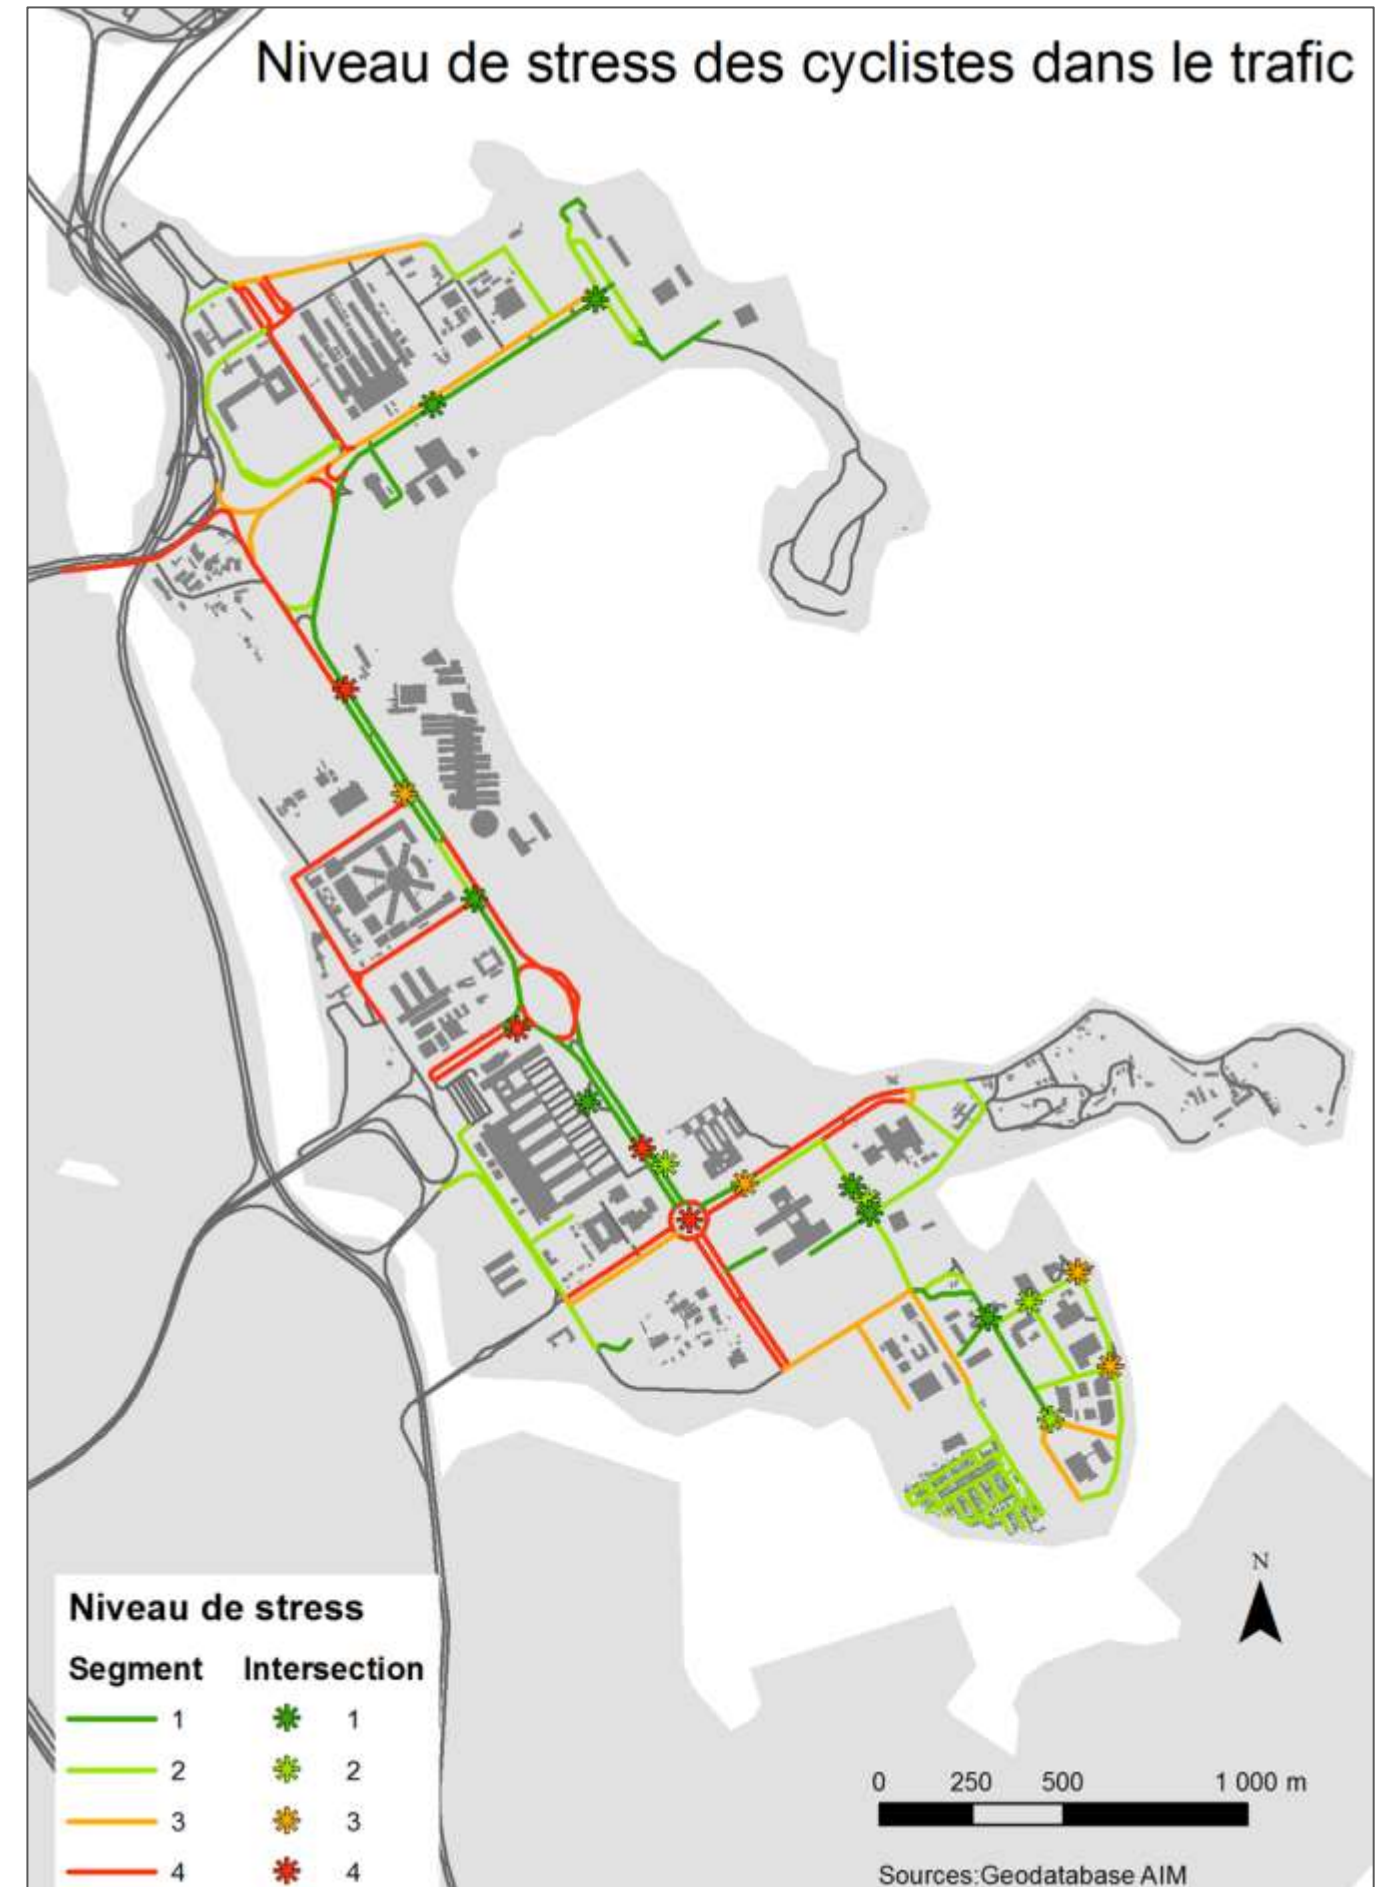 Niveau de stress des cyclistes dans le trafic
N
Niveau de stress
Segment Intersection
1 1
2 2
3 3
4 4
0 250 500 1 000 m
Sources:Geodatabase AIM